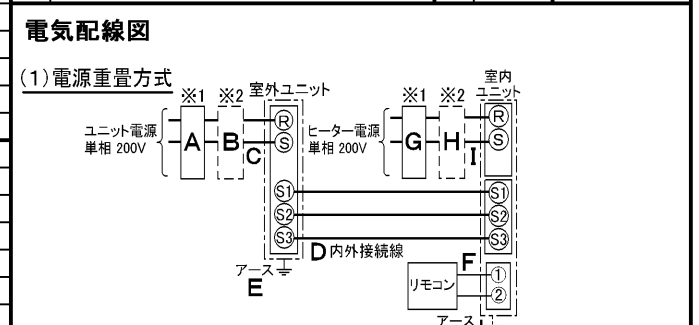 電気配線図
(1)電源重畳方式
※1 ※2 室外ユニット
ユニット電源
単相 200V
A B C
R
S
※1 ※2 室内
ユニット
ヒーター電源
単相 200V
G H I
R
S
S1 S1
S2 S2
S3 S3
D 内外接続線
アース
E
F
リモコン
①
②
アース